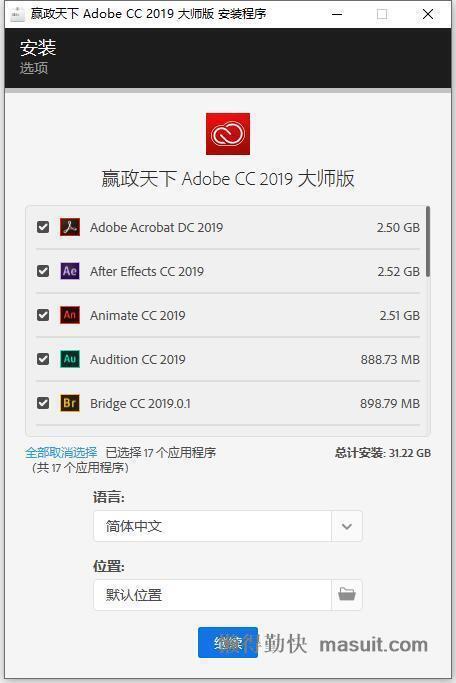 赢政天下 Adobe CC 2019 大师版 安装程序
安装
选项
赢政天下 Adobe CC 2019 大师版
Adobe Acrobat DC 2019 2.50 GB
Ae After Effects CC 2019 2.52 GB
An Animate CC 2019 2.51 GB
Au Audition CC 2019 888.73 MB
Br Bridge CC 2019.0.1 898.79 MB
全部取消选择 已选择 17 个应用程序 总计安装: 31.22 GB
(共 17 个应用程序)
语言:
简体中文
位置:
默认位置
继续
懒得勤快 masuit.com